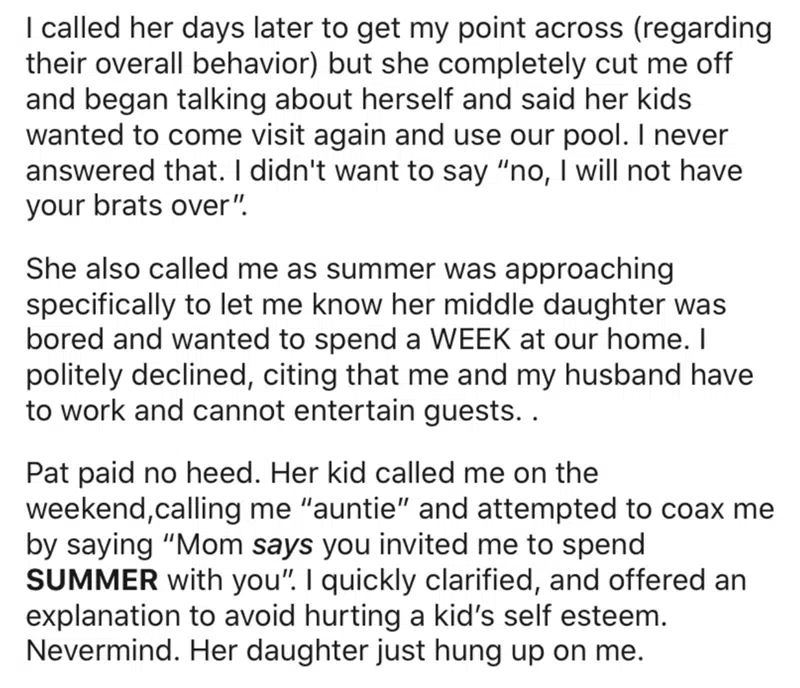 I called her days later to get my point across (regarding
their overall behavior) but she completely cut me off
and began talking about herself and said her kids
wanted to come visit again and use our pool. I never
answered that. I didn't want to say “no, I will not have
your brats over”.
She also called me as summer was approaching
specifically to let me know her middle daughter was
bored and wanted to spend a WEEK at our home. I
politely declined, citing that me and my husband have
to work and cannot entertain guests. .
Pat paid no heed. Her kid called me on the
weekend,calling me “auntie” and attempted to coax me
by saying “Mom says you invited me to spend
SUMMER with you”. I quickly clarified, and offered an
explanation to avoid hurting a kid’s self esteem.
Nevermind. Her daughter just hung up on me.